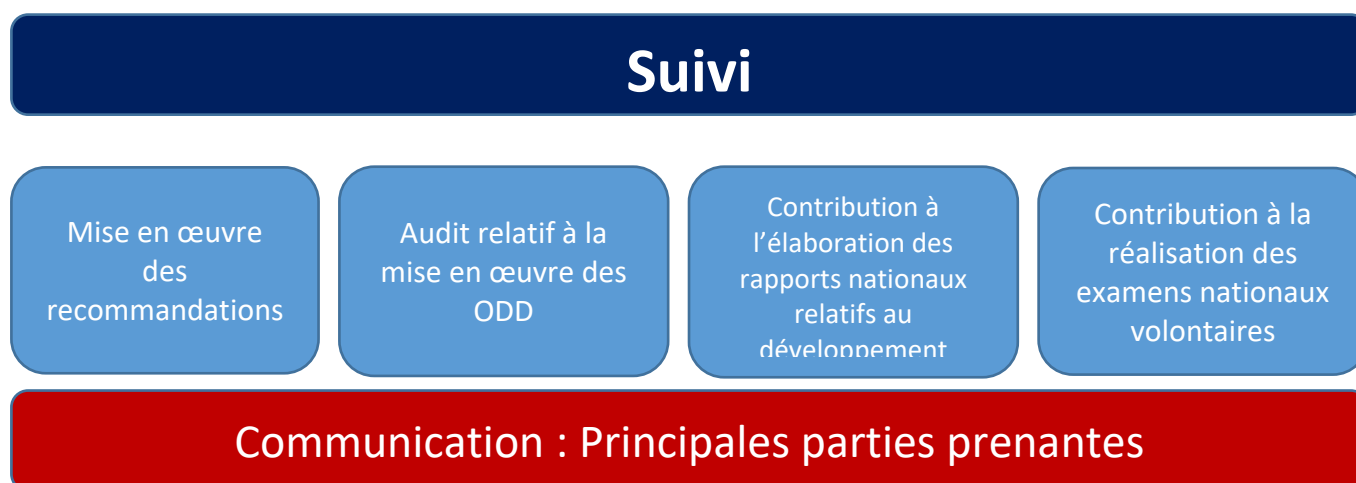 Suivi
Mise en œuvre
des
recommandations
Audit relatif à la
mise en œuvre des
ODD
Contribution à
l’élaboration des
rapports nationaux
relatifs au
développement
Contribution à la
réalisation des
examens nationaux
volontaires
Communication : Principales parties prenantes